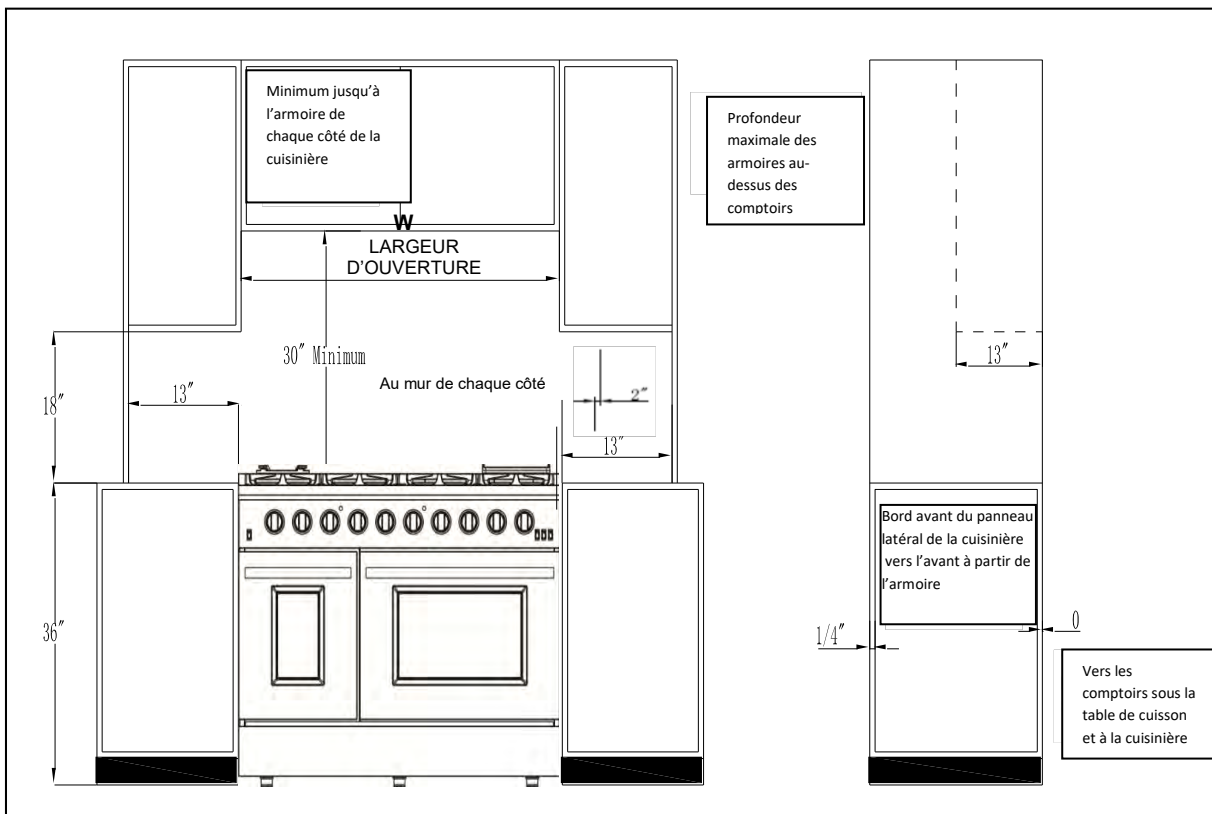 Minimum jusqu’à
l’armoire de
chaque côté de la
cuisinière
Profondeur
maximale des
armoires au-
dessus des
comptoirs
W
LARGEUR
D’OUVERTURE
30" Minimum
13"
18"
13"
Au mur de chaque côté
2"
13"
36"
Bord avant du panneau
latéral de la cuisinière
vers l’avant à partir de
l’armoire
1/4"
0
Vers les
comptoirs sous la
table de cuisson
et à la cuisinière